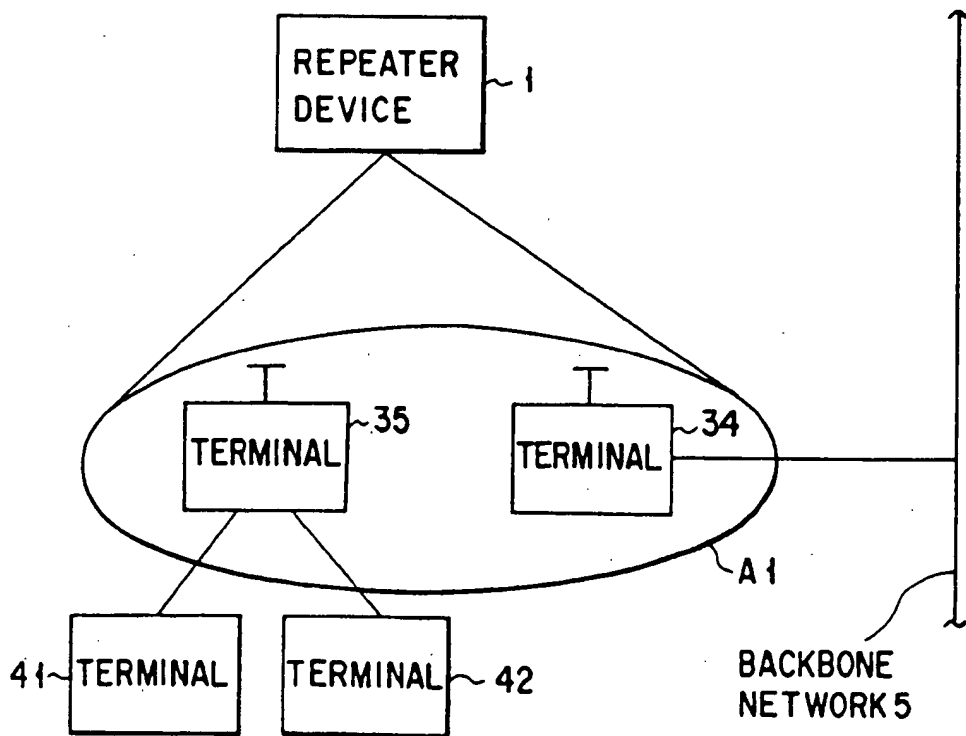 REPEATER
DEVICE
1
35
34
TERMINAL
TERMINAL
A1
41
TERMINAL
TERMINAL
42
BACKBONE
NETWORK 5